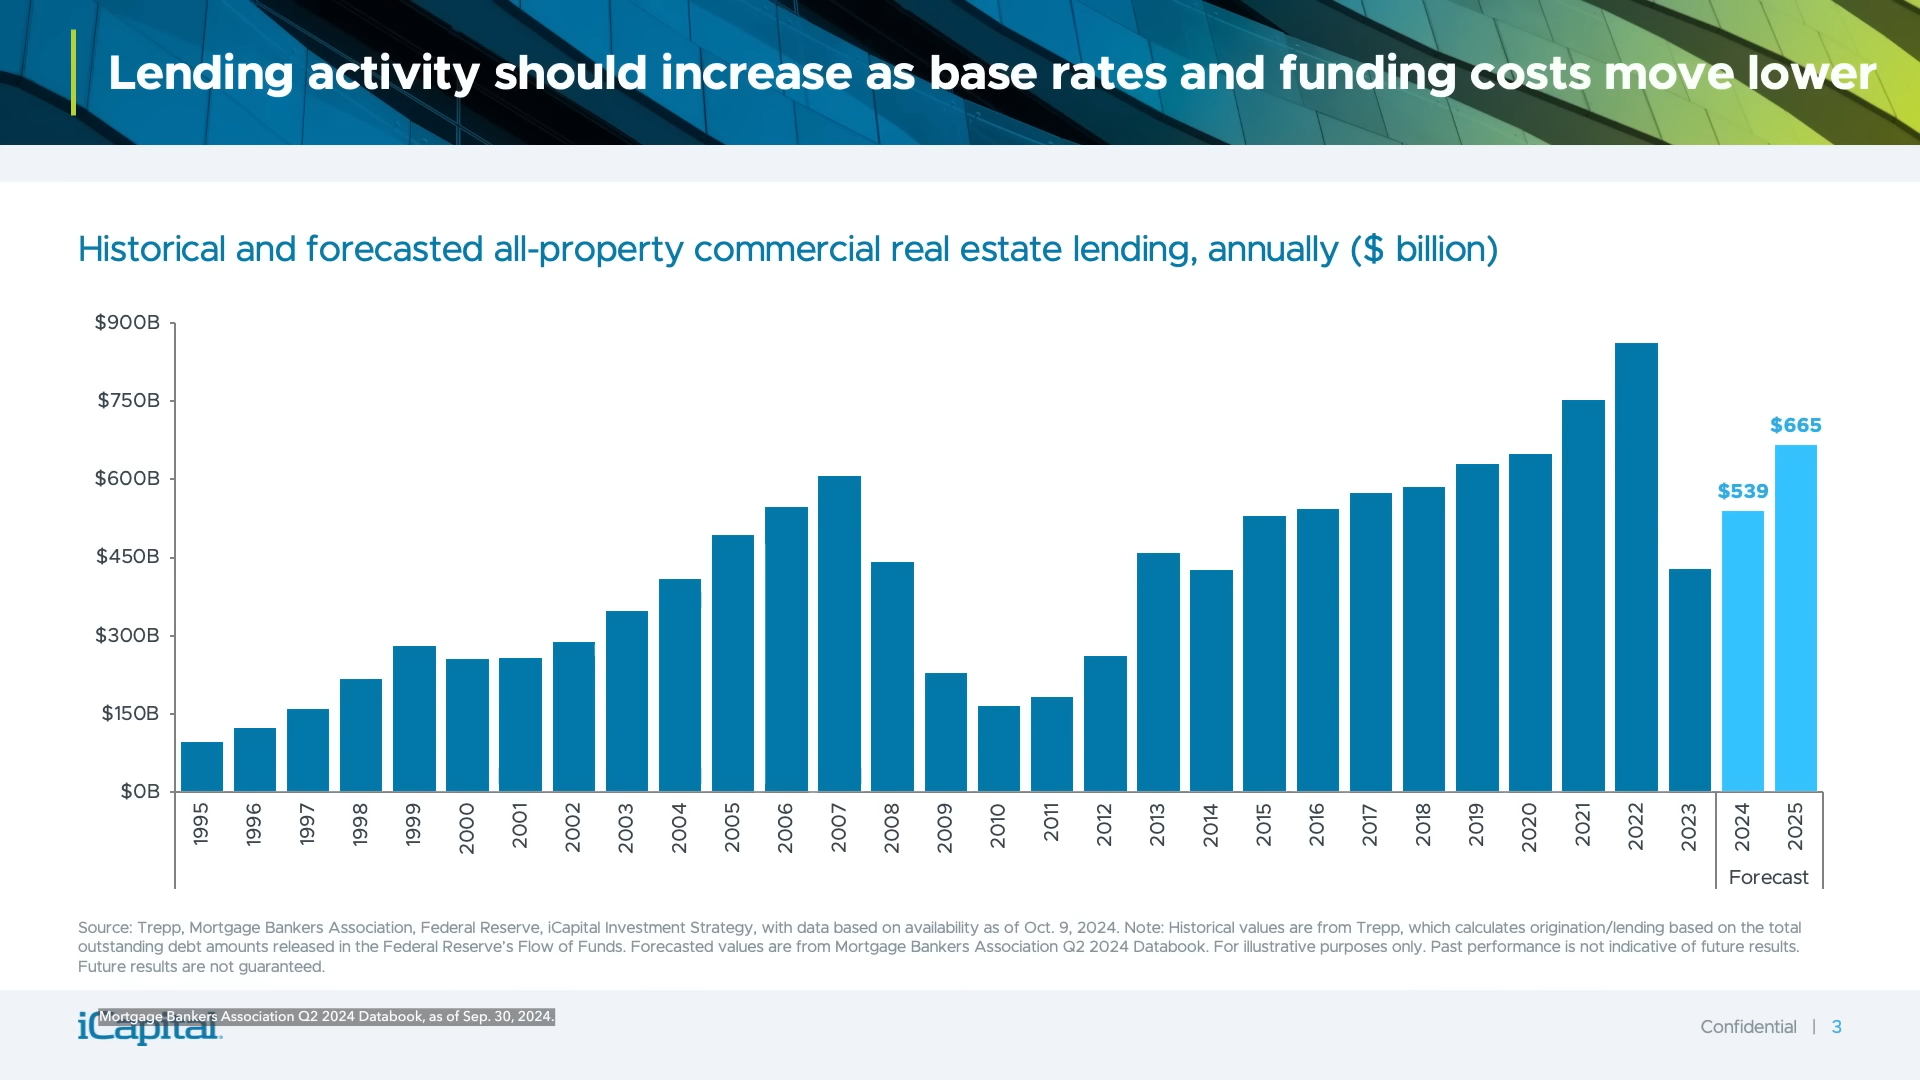 Lending activity should increase as base rates and funding costs move lower
Historical and forecasted all-property commercial real estate lending, annually ($ billion)
$900B
$750B
$600B
$450B
$300B
$150B
$0B
$539
$665
1995 1996 1997 1998 1999 2000 2001 2002 2003 2004 2005 2006 2007 2008 2009 2010 2011 2012 2013 2014 2015 2016 2017 2018 2019 2020 2021 2022 2023 2024 2025
Forecast
Source: Trepp, Mortgage Bankers Association, Federal Reserve, iCapital Investment Strategy, with data based on availability as of Oct. 9, 2024. Note: Historical values are from Trepp, which calculates origination/lending based on the total
outstanding debt amounts released in the Federal Reserve's Flow of Funds. Forecasted values are from Mortgage Bankers Association Q2 2024 Databook. For illustrative purposes only. Past performance is not indicative of future results.
Future results are not guaranteed.
Mortgage Bankers Association Q2 2024 Databook, as of Sep. 30, 2024.
iCapital
Confidential | 3